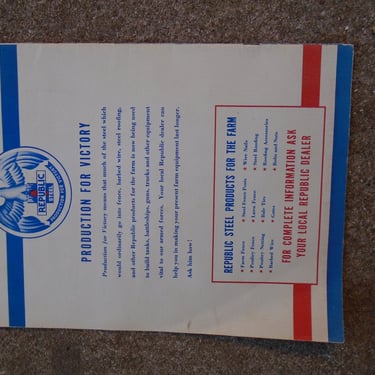 REPUBLIC
STEEL
PRODUCTION FOR VICTORY
Production for Victory means that much of the steel which
would ordinarily go into fence, barbed wire, steel roofing,
and other Republic products for the farm is now being used
to build tanks, battleships, guns, trucks and other equipment
vital to our armed forces. Your local Republic dealer can
help you in making your present farm equipment last longer.
Ask him how!
REPUBLIC STEEL PRODUCTS FOR THE FARM
• Farm Fence
• Poultry Fence
• Poultry Netting
• Barbed Wire
• Steel Fence Posts
• Lawn Fence
• Bale Ties
• Gates
• Wire Nails
• Steel Roofing
• Roofing Accessories
• Bolts and Nuts
FOR COMPLETE INFORMATION ASK
YOUR LOCAL REPUBLIC DEALER